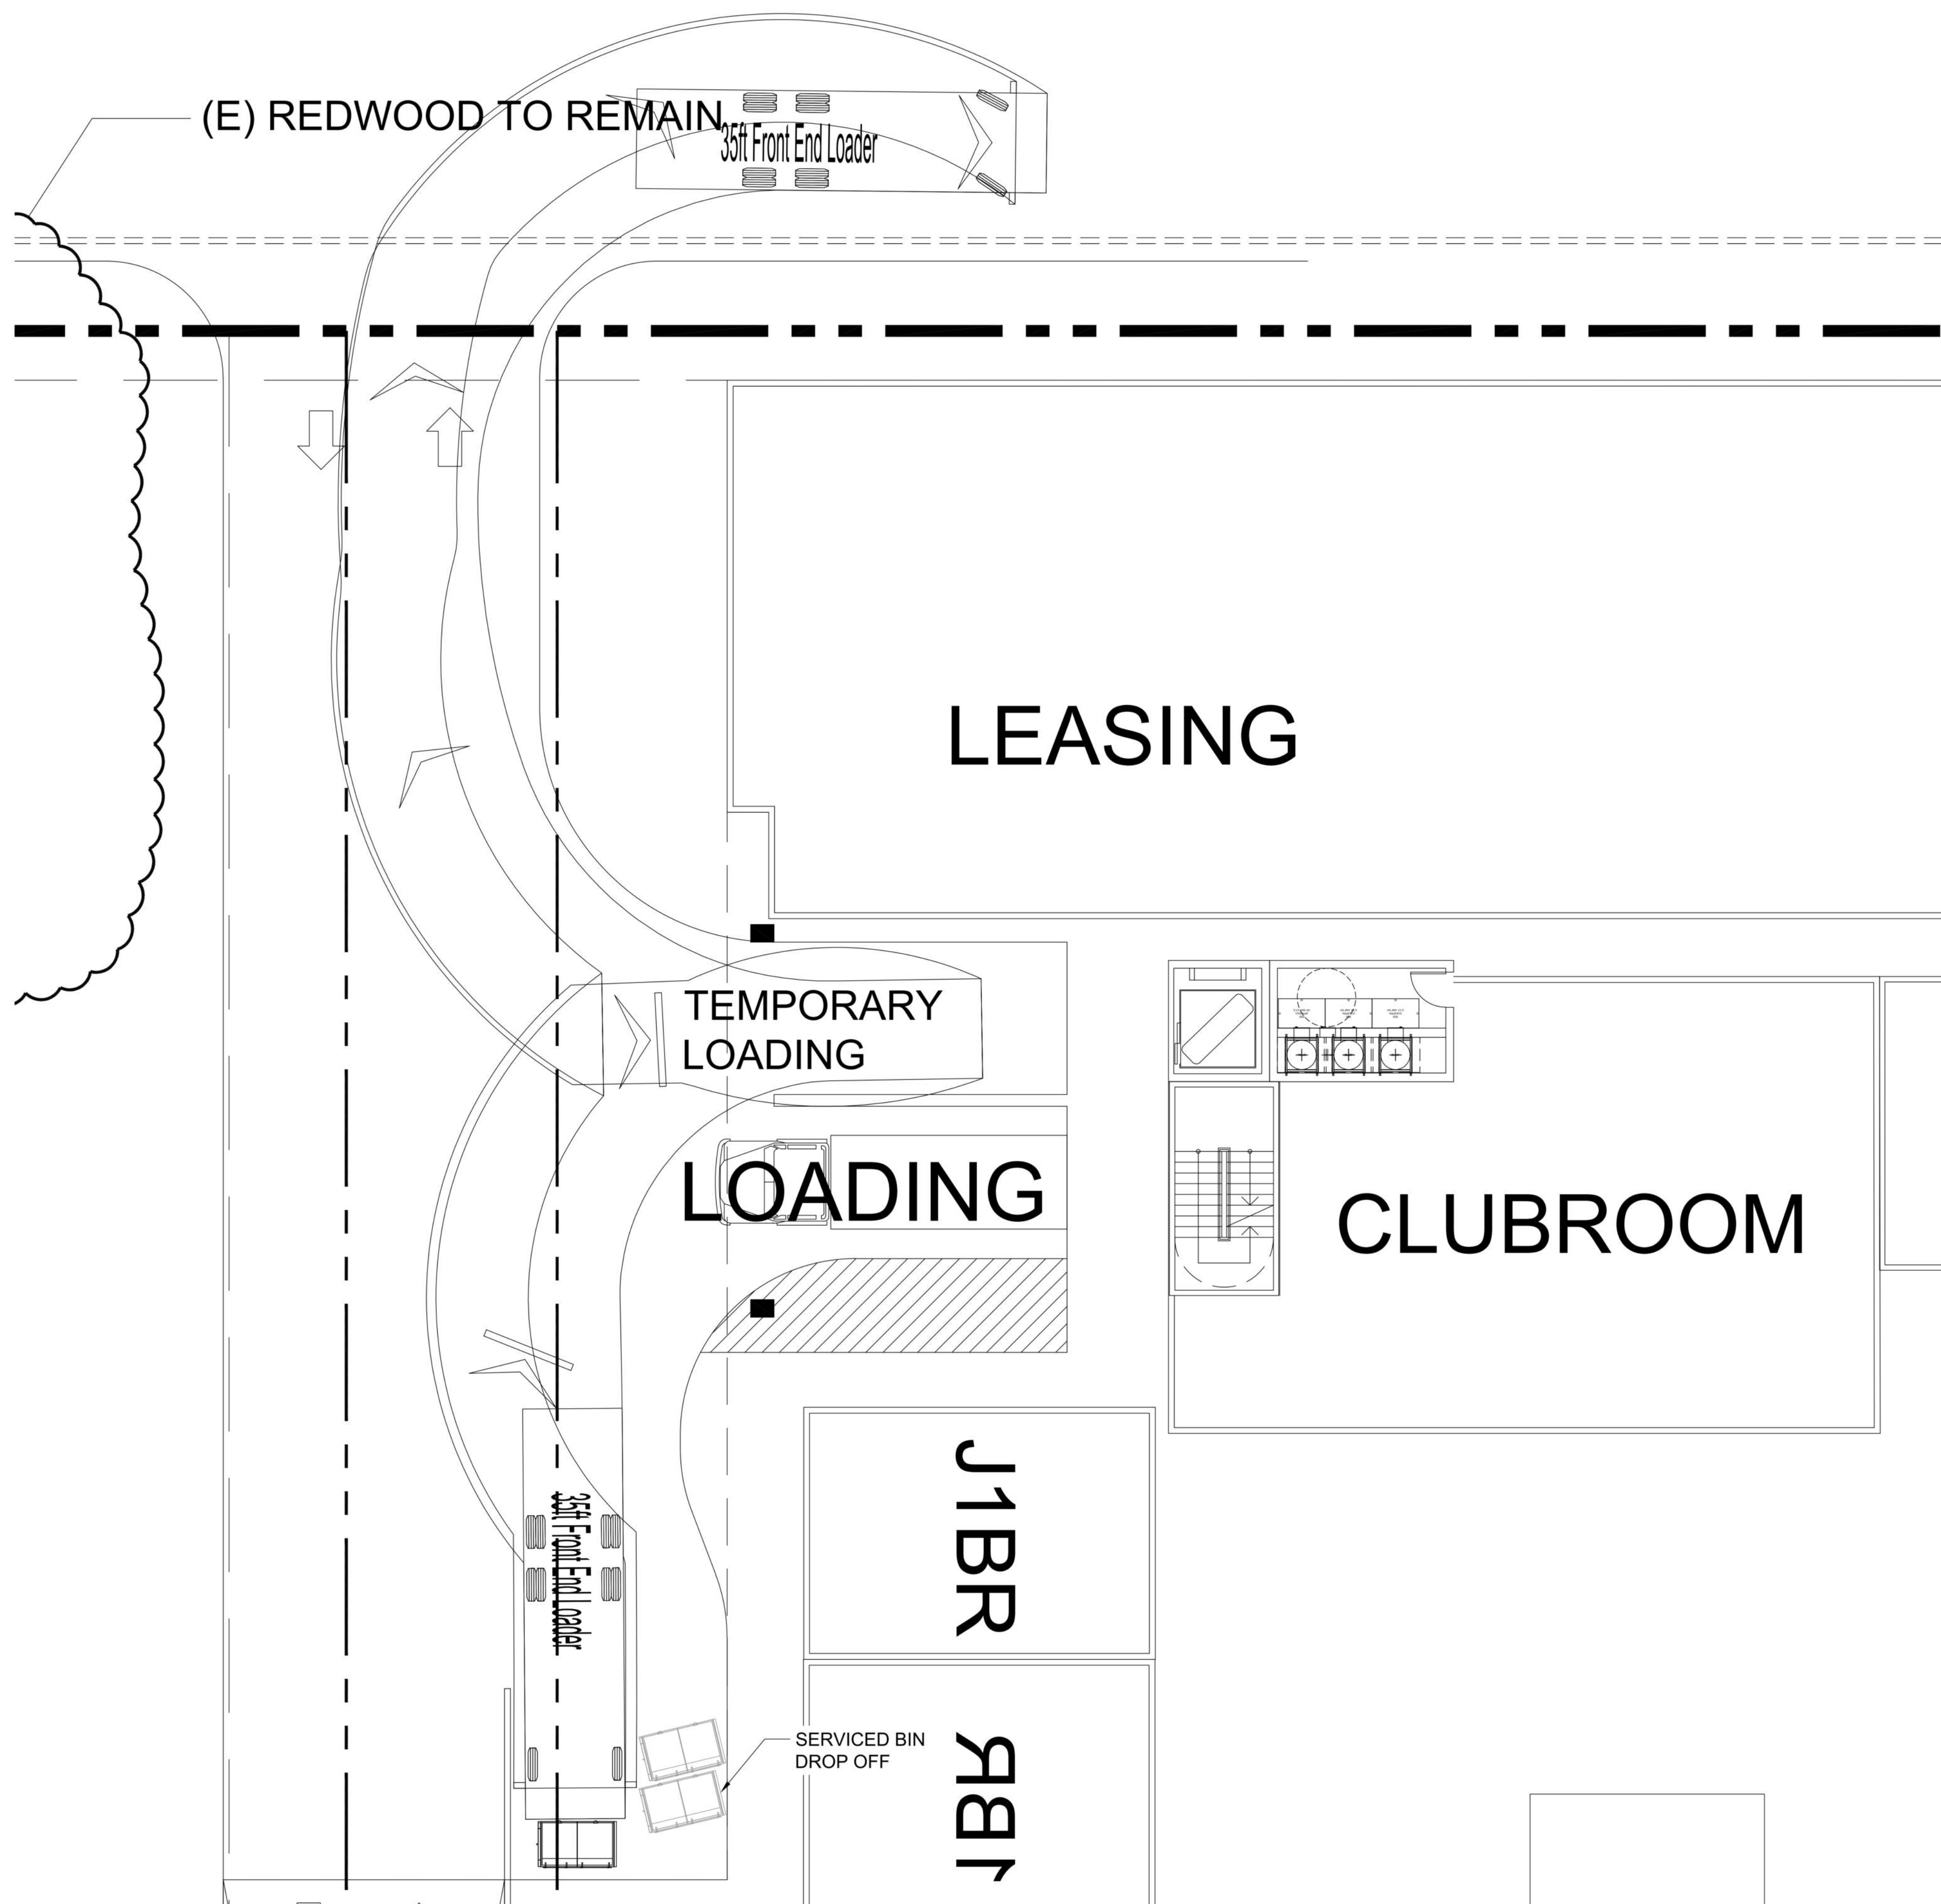 (E) REDWOOD TO REMAIN
35ft Front End Loader
LEASING
TEMPORARY
LOADING
LOADING
CLUBROOM
J1BR
35ft Front End Loader
SERVICED BIN
DROP OFF
1BR